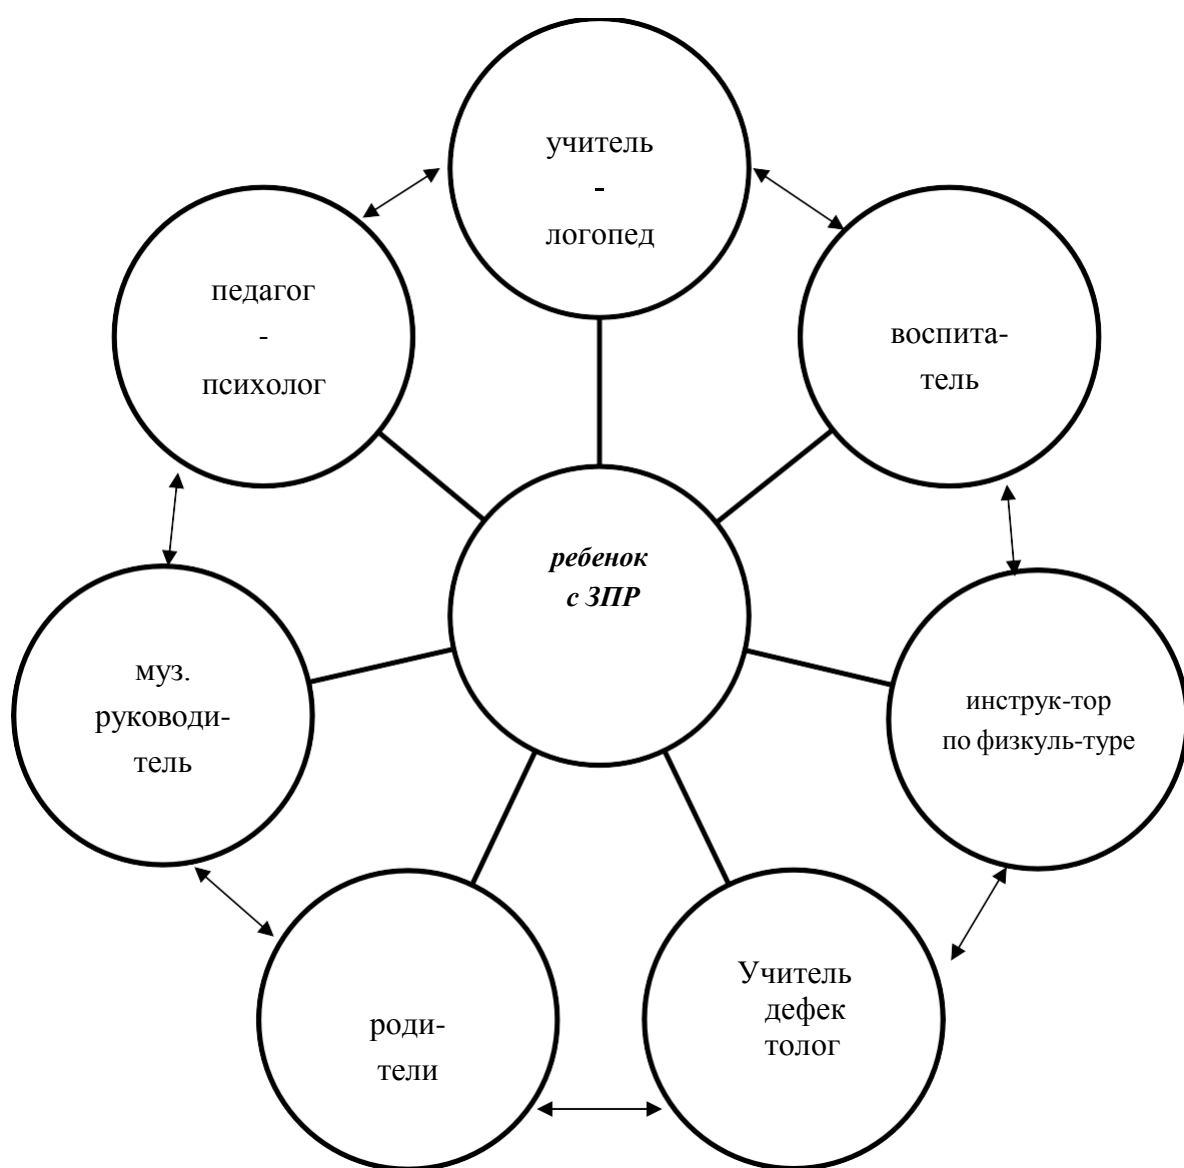 учитель
-
логопед
педагог
-
психолог
воспита-
тель
ребенок
с ЗПР
муз.
руководи-
тель
инструк-тор
по физкуль-туре
роди-
тели
Учитель
дефек
толог